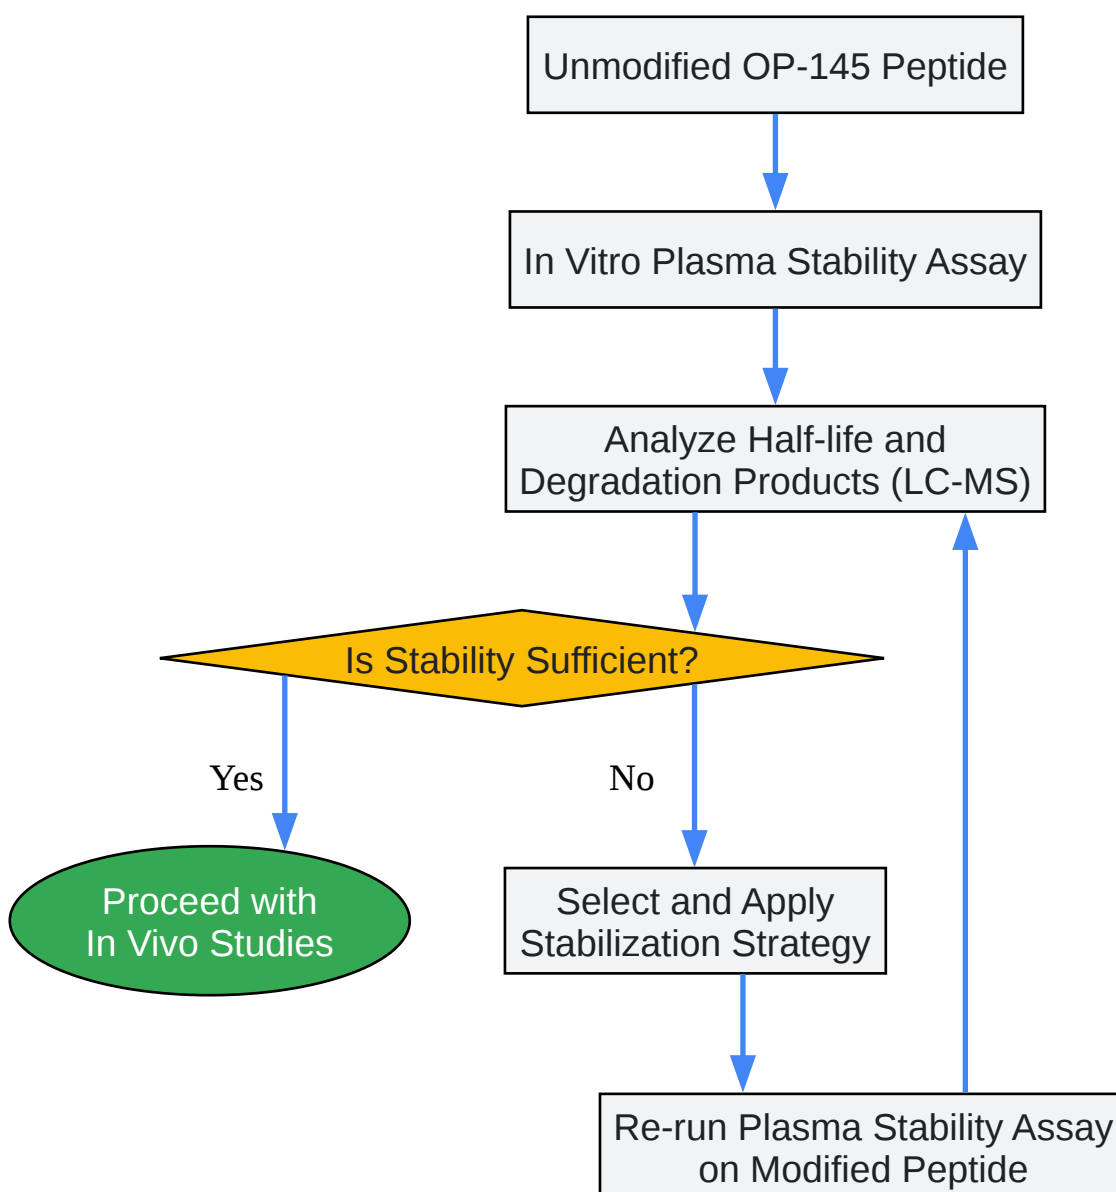 Unmodified OP-145 Peptide
In Vitro Plasma Stability Assay
Analyze Half-life and
Degradation Products (LC-MS)
Is Stability Sufficient?
Yes
No
Proceed with
In Vivo Studies
Select and Apply
Stabilization Strategy
Re-run Plasma Stability Assay
on Modified Peptide